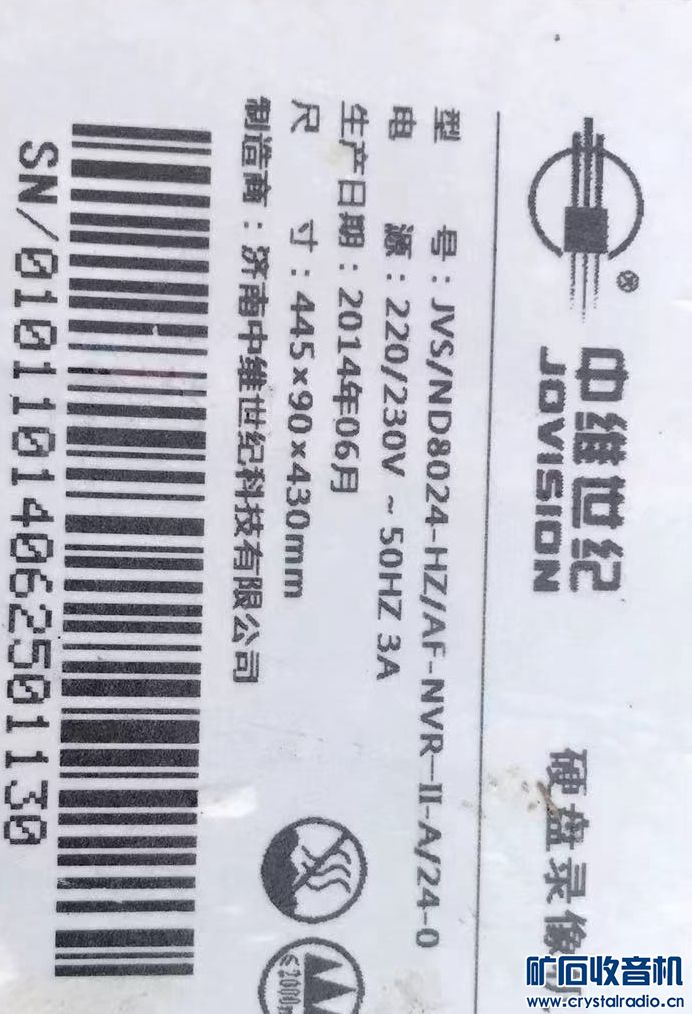 中维世纪 ®
JOVISION
硬盘录像
型 号：JVS/ND8024-HZ/AF-NVR-II-A/24-0
电 源：220/230V ~ 50HZ 3A
生产日期：2014年06月
尺 寸：445×90×430mm
制造商：济南中维世纪科技有限公司
SN/01011014062501130
≤2000m
矿石收音机
www.crystalradio.cn